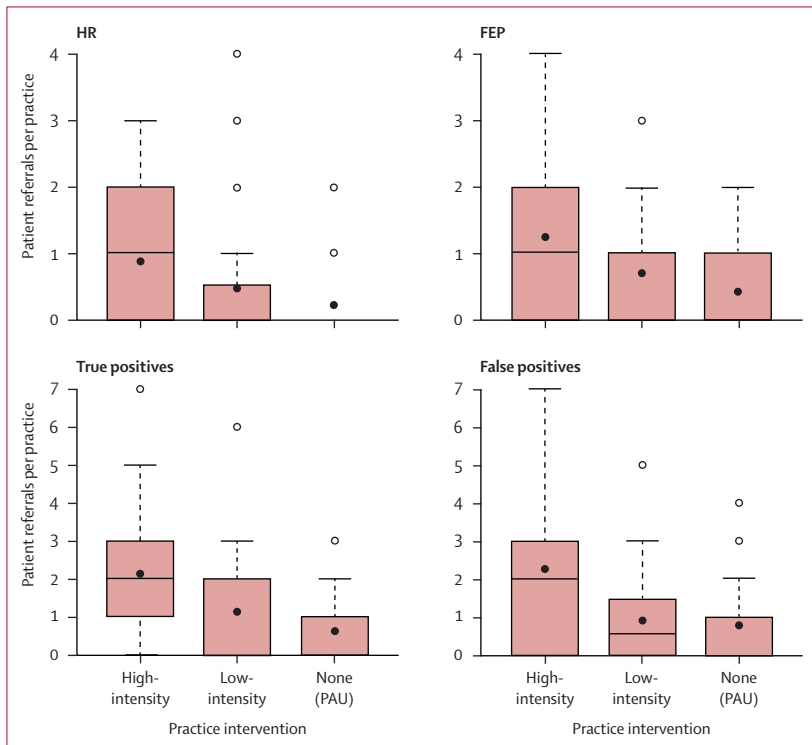 HR
Patient referrals per practice
4
3
2
1
0
FEP
4
3
2
1
0
True positives
Patient referrals per practice
7
6
5
4
3
2
1
0
High-
intensity
Low-
intensity
None
(PAU)
Practice intervention
False positives
7
6
5
4
3
2
1
0
High-
intensity
Low-
intensity
None
(PAU)
Practice intervention